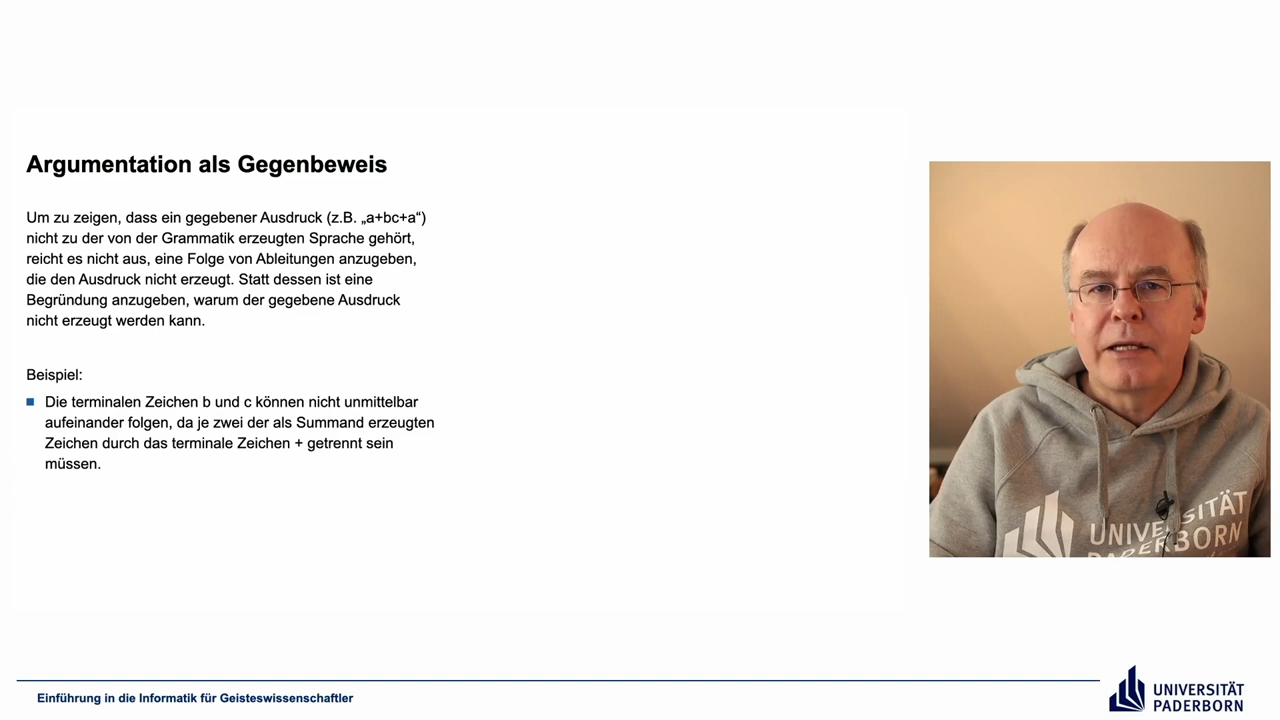 Argumentation als Gegenbeweis
Um zu zeigen, dass ein gegebener Ausdruck (z.B. „a+bc+a“)
nicht zu der von der Grammatik erzeugten Sprache gehört,
reicht es nicht aus, eine Folge von Ableitungen anzugeben,
die den Ausdruck nicht erzeugt. Statt dessen ist eine
Begründung anzugeben, warum der gegebene Ausdruck
nicht erzeugt werden kann.
Beispiel:
Die terminalen Zeichen b und c können nicht unmittelbar
aufeinander folgen, da je zwei der als Summand erzeugten
Zeichen durch das terminale Zeichen + getrennt sein
müssen.
UNIVERSITÄT
PADERBORN
Einführung in die Informatik für Geisteswissenschaftler
UNIVERSITÄT
PADERBORN